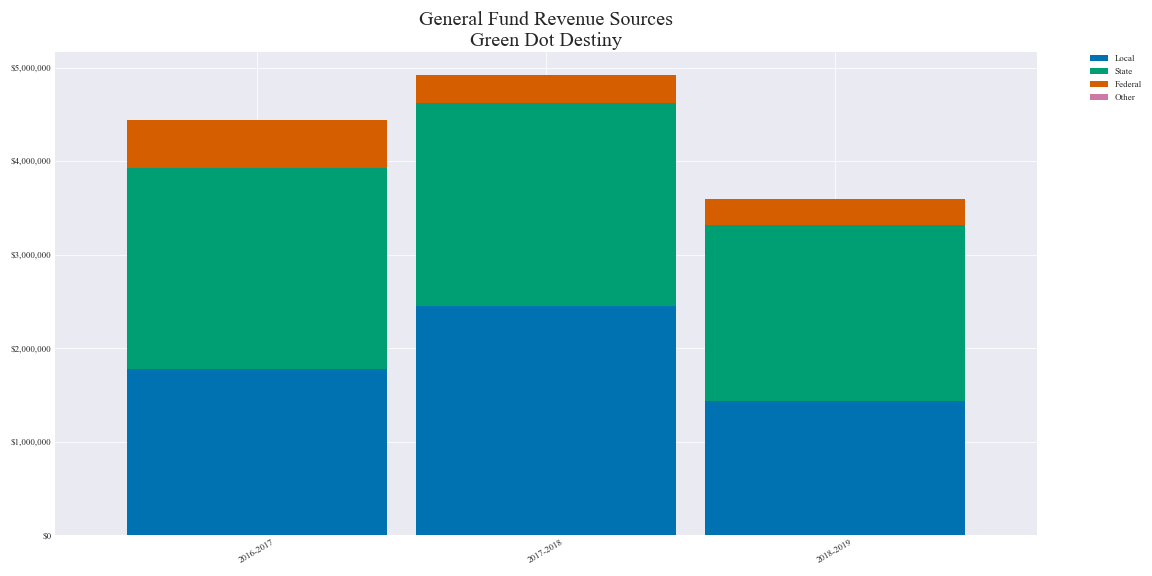 General Fund Revenue Sources
Green Dot Destiny
Local
State
Federal
Other
$5,000,000
$4,000,000
$3,000,000
$2,000,000
$1,000,000
$0
2016-2017
2017-2018
2018-2019